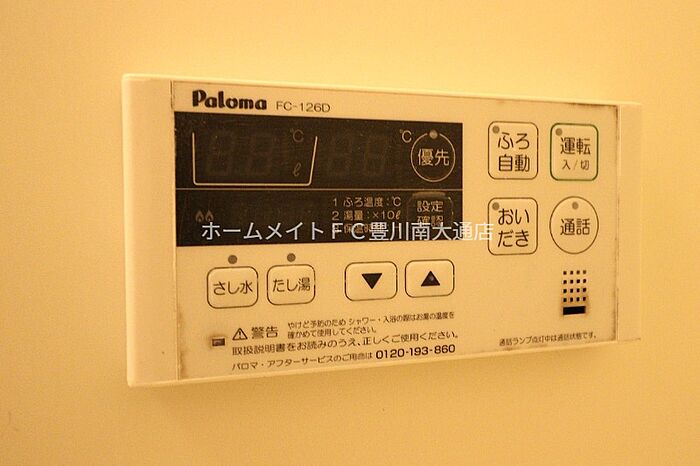 Paloma FC-126D
℃ ℃
優先
ℓ
ふろ自動
運転 入/切
1 ふろ温度:℃
2 湯量:×10ℓ
設定確認
おいだき
通話
ホームメイトFC豊川南大通店
さし水 たし湯 ▼ ▲
警告 やけど予防のため シャワー・入浴の際はお湯の温度を
確かめて使用してください。
取扱説明書をお読みのうえ、正しくご使用ください。
パロマ・アフターサービスのご用命は 0120-193-860
通話ランプ点灯中は通話状態です。